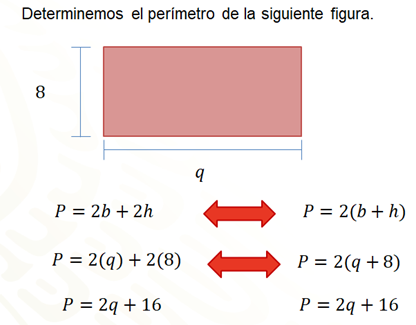 Determinemos el perímetro de la siguiente figura.
8
q
P = 2b + 2h
P = 2(b + h)
P = 2(q) + 2(8)
P = 2(q + 8)
P = 2q + 16
P = 2q + 16